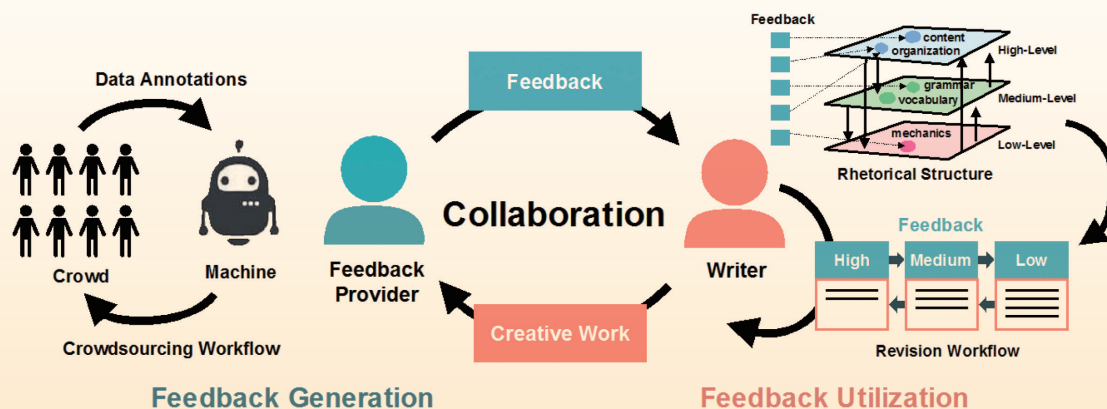 Data Annotations
Crowd
Machine
Crowdsourcing Workflow
Feedback
Feedback
Provider
Collaboration
Creative Work
Writer
Feedback
content
organization
grammar
vocabulary
mechanics
High-Level
Medium-Level
Low-Level
Rhetorical Structure
Feedback
High
Medium
Low
Revision Workflow
Feedback Generation
Feedback Utilization